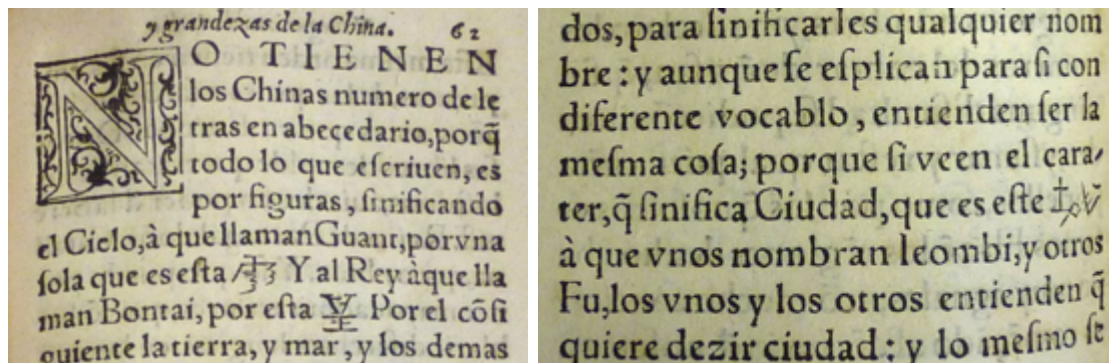 y grandezas de la China. 62
NO TIENEN
los Chinas numero de le
tras en abecedario, porq̃
todo lo que eſcriuen, es
por figuras, ſinificando
el Cielo, à que llaman Guant, por vna
ſola que es eſta Y al Rey à que lla
man Bontai, por eſta Por el cõſi
guiente la tierra, y mar, y los demas
dos, para ſinificarles qualquier nom
bre: y aunque ſe eſplican para ſi con
diferente vocablo, entienden ſer la
meſma coſa; porque ſi veen el cara-
ter, q̃ ſinifica Ciudad, que es eſte
à que vnos nombran leombi, y otros
Fu, los vnos y los otros entienden q̃
quiere dezir ciudad: y lo meſmo ſe